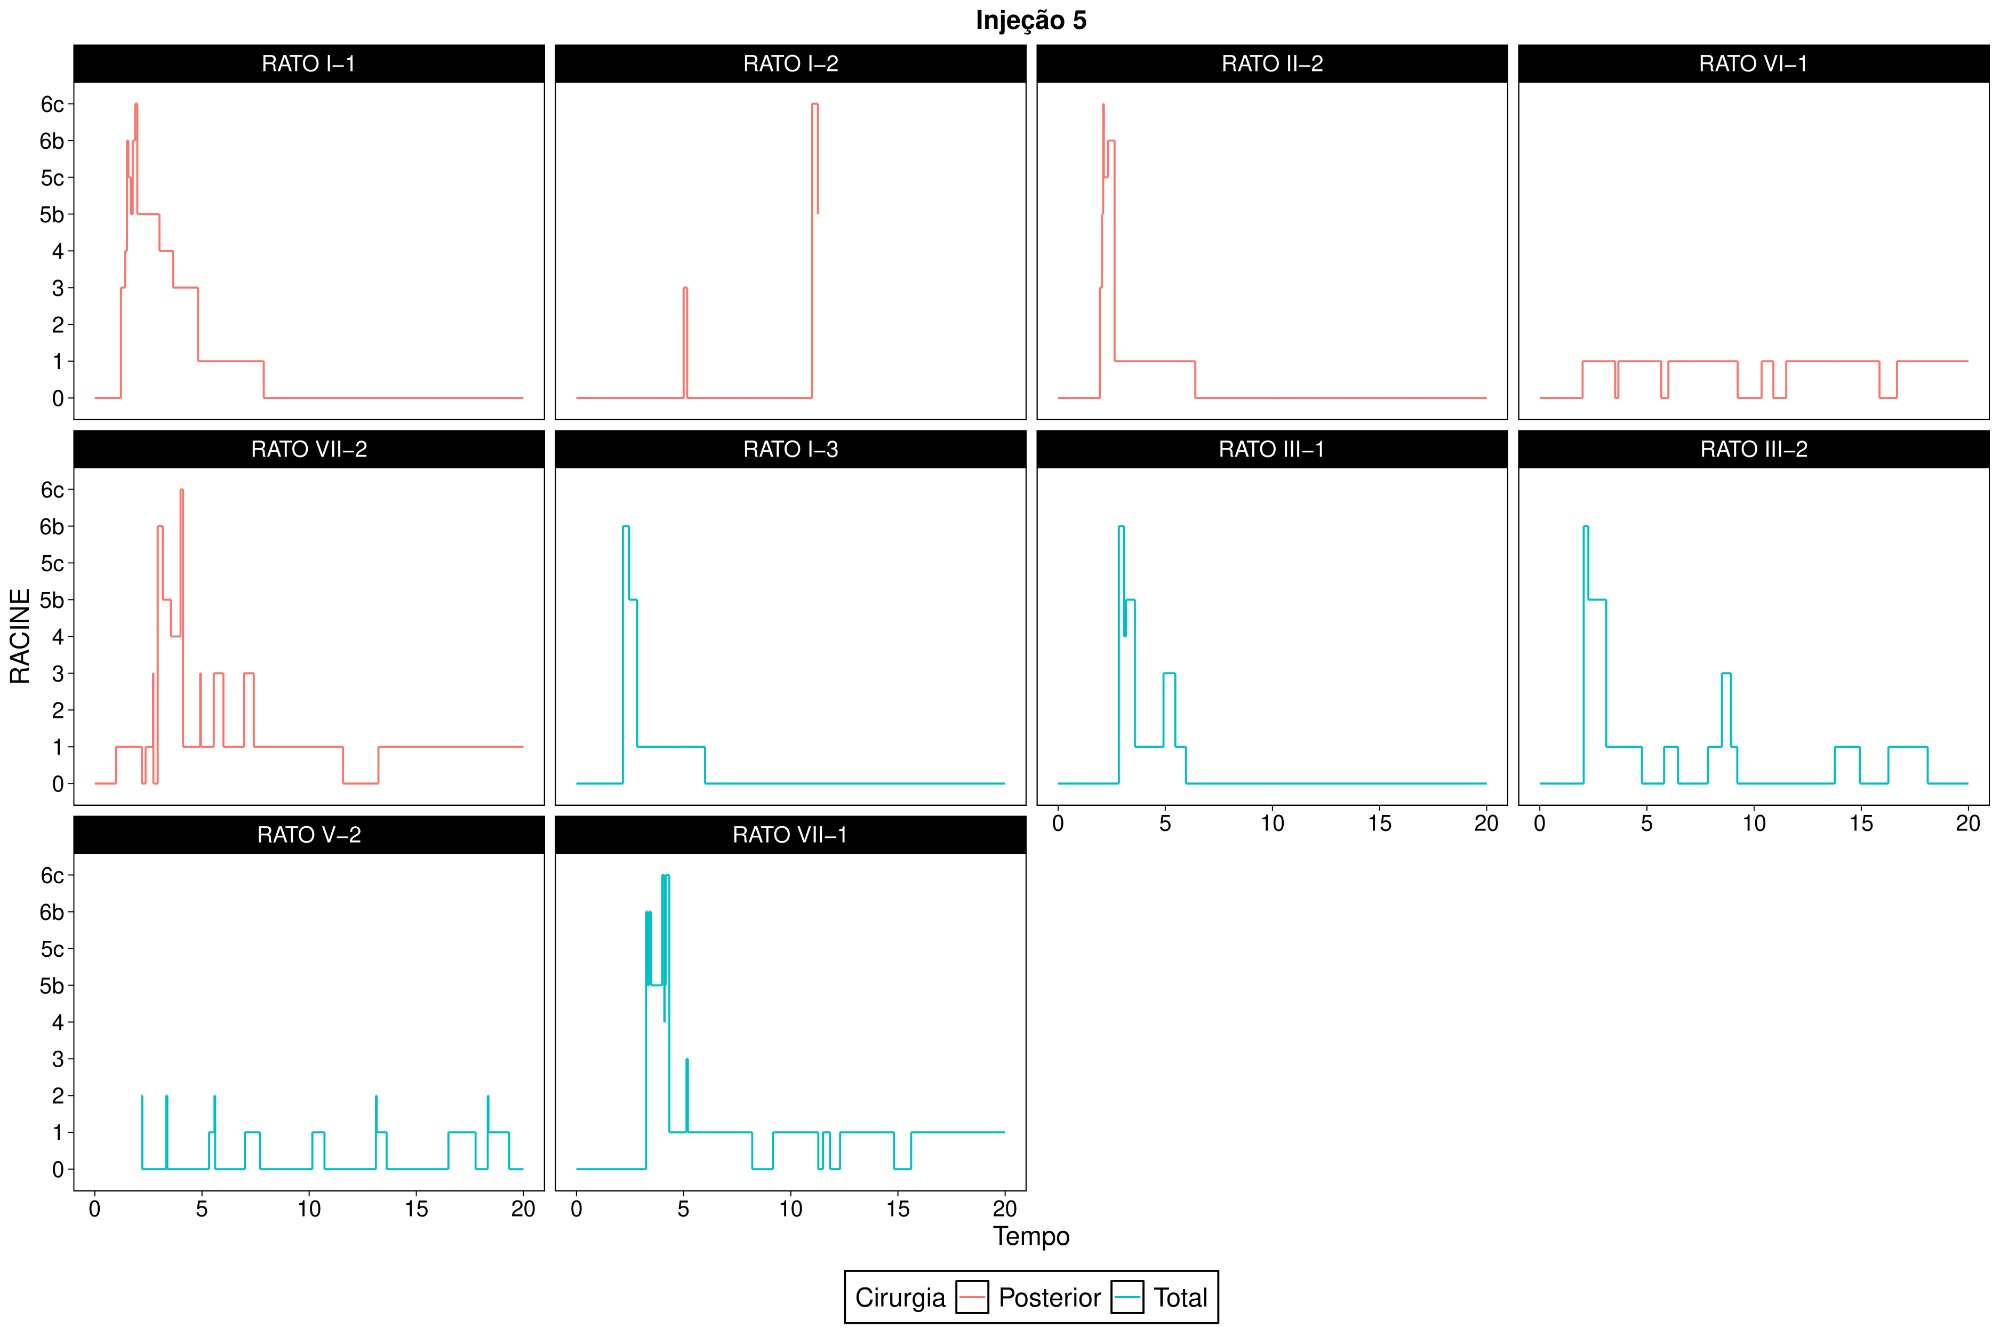 Injeção 5
RATO I−1
RATO I−2
RATO II−2
RATO VI−1
6c
6b
5c
5b
4
3
2
1
0
RATO VII−2
RATO I−3
RATO III−1
RATO III−2
6c
6b
5c
5b
4
3
2
1
0
0 5 10 15 20
0 5 10 15 20
RATO V−2
RATO VII−1
6c
6b
5c
5b
4
3
2
1
0
0 5 10 15 20
0 5 10 15 20
RACINE
Tempo
Cirurgia Posterior Total